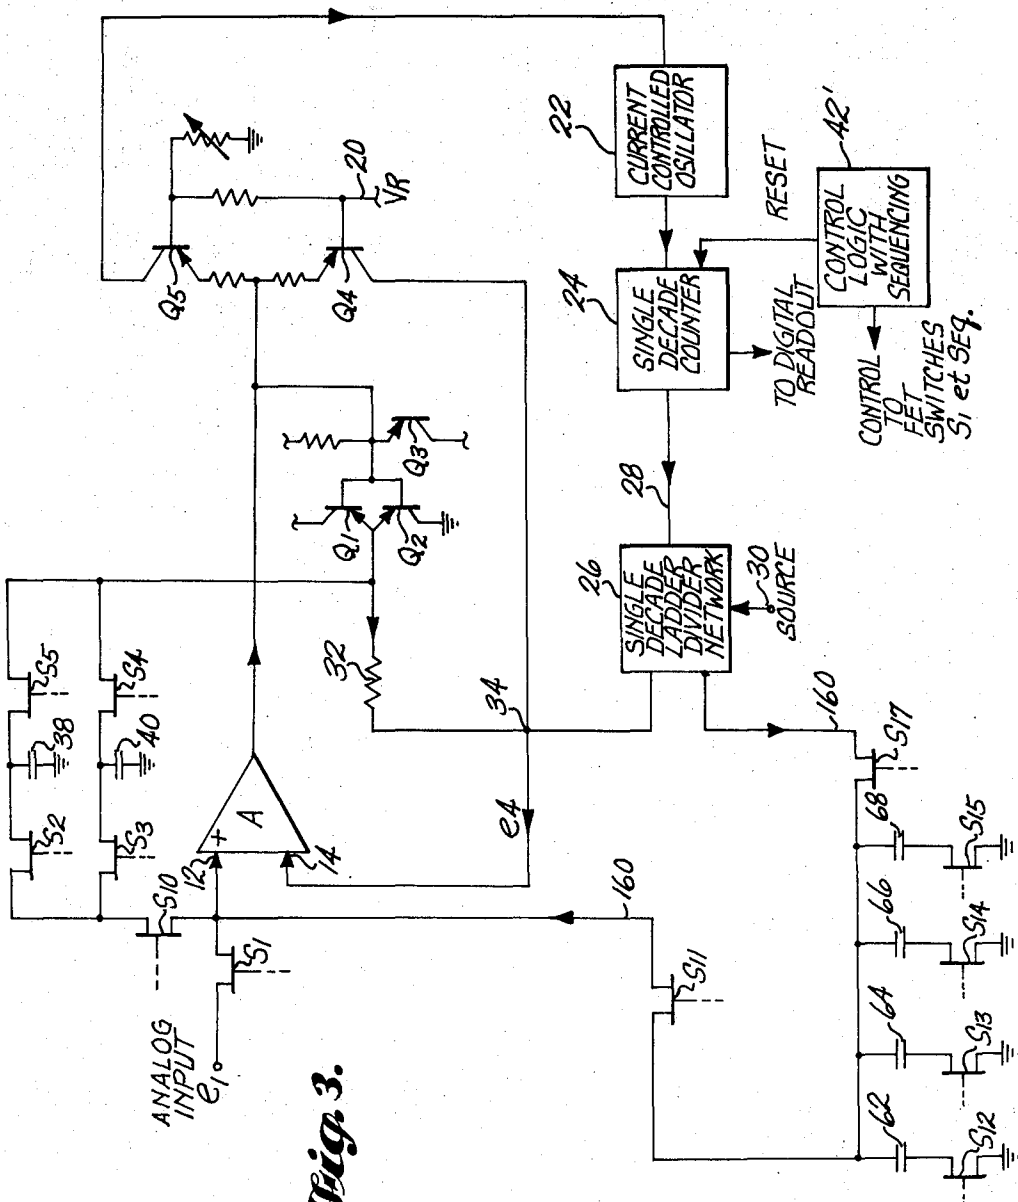 ANALOG
INPUT
e1
S1
S10
S2
S3
38
40
S5
S4
12
+
A
14
e4
34
32
Q1
Q2
Q3
Q5
Q4
20
VR
22
CURRENT
CONTROLLED
OSILLATOR
24
SINGLE
DECADE
COUNTER
RESET
42'
CONTROL
LOGIC
WITH
SEQUENCING
TO DIGITAL
READOUT
CONTROL
TO
FET
SWITCHES
S1 et SEQ.
28
26
SINGLE
DECADE
LADDER
DIVIDER
NETWORK
30
SOURCE
160
S17
160
S11
62
64
66
68
S12
S13
S14
S15
Fig. 3.